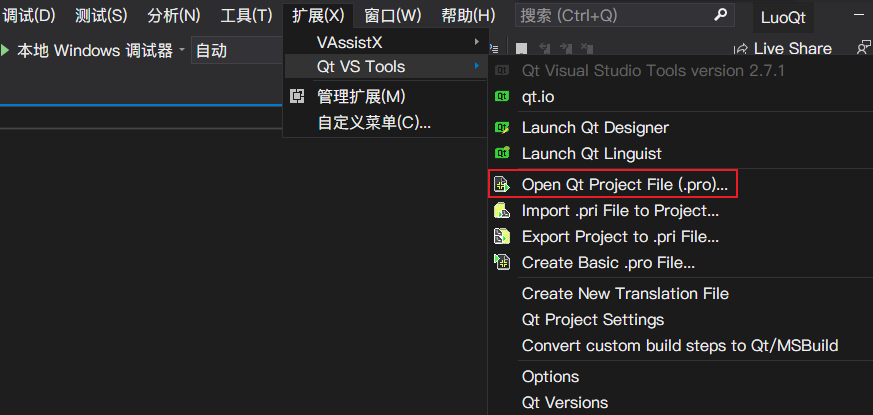 调试(D) 测试(S) 分析(N) 工具(T) 扩展(X) 窗口(W) 帮助(H) 搜索 (Ctrl+Q) LuoQt
本地 Windows 调试器 自动 Live Share
VAssistX
Qt VS Tools
管理扩展(M)
自定义菜单(C)...
Qt Visual Studio Tools version 2.7.1
qt.io
Launch Qt Designer
Launch Qt Linguist
Open Qt Project File (.pro)...
Import .pri File to Project...
Export Project to .pri File...
Create Basic .pro File...
Create New Translation File
Qt Project Settings
Convert custom build steps to Qt/MSBuild
Options
Qt Versions